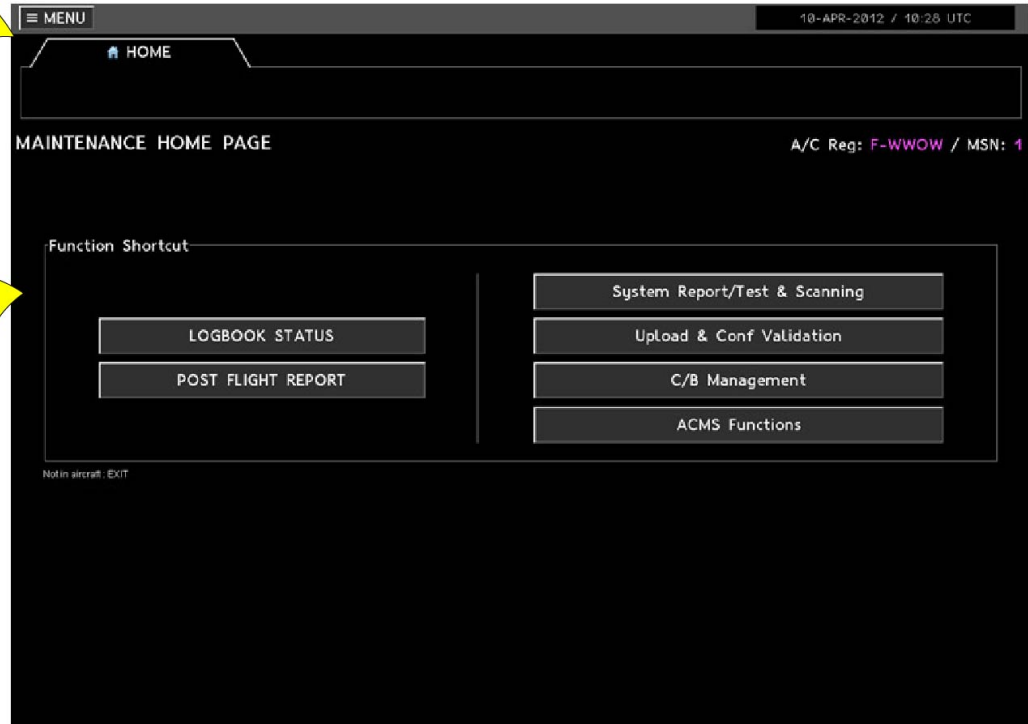 ≡ MENU
10-APR-2012 / 10:28 UTC
HOME
MAINTENANCE HOME PAGE
A/C Reg: F-WWOW / MSN: 1
Function Shortcut
System Report/Test & Scanning
LOGBOOK STATUS
Upload & Conf Validation
POST FLIGHT REPORT
C/B Management
ACMS Functions
Not in aircraft : EXIT